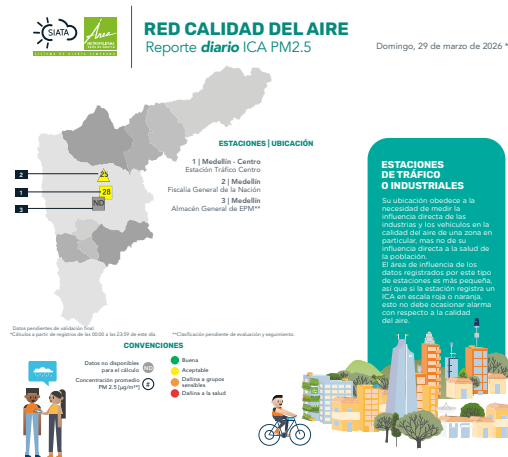 SIATA
Área
METROPOLITANA
Valle de Aburrá
RED CALIDAD DEL AIRE
Reporte diario ICA PM2.5
Domingo, 29 de marzo de 2026 *
ESTACIONES | UBICACIÓN
1 | Medellín - Centro
Estación Tráfico Centro
2 | Medellín
Fiscalía General de la Nación
3 | Medellín
Almacén General de EPM**
2
25
1
28
3
ND
ESTACIONES
DE TRÁFICO
O INDUSTRIALES
Su ubicación obedece a la
necesidad de medir la
influencia directa de las
industrias y los vehículos en la
calidad del aire de una zona en
particular, mas no de su
influencia directa a la salud de
la población.
El área de influencia de los
datos registrados por este tipo
de estaciones es más pequeña,
así que si la estación registra un
ICA en escala roja o naranja,
esto no debe ocasionar alarma
con respecto a la calidad
del aire.
Datos pendientes de validación final
*Cálculos a partir de registros de las 00:00 a las 23:59 de este día.
**Clasificación pendiente de evaluación y seguimiento.
CONVENCIONES
Datos no disponibles
para el cálculo
ND
Concentración promedio
PM 2.5 [µg/m³]
#
Buena
Aceptable
Dañina a grupos
sensibles
Dañina a la salud